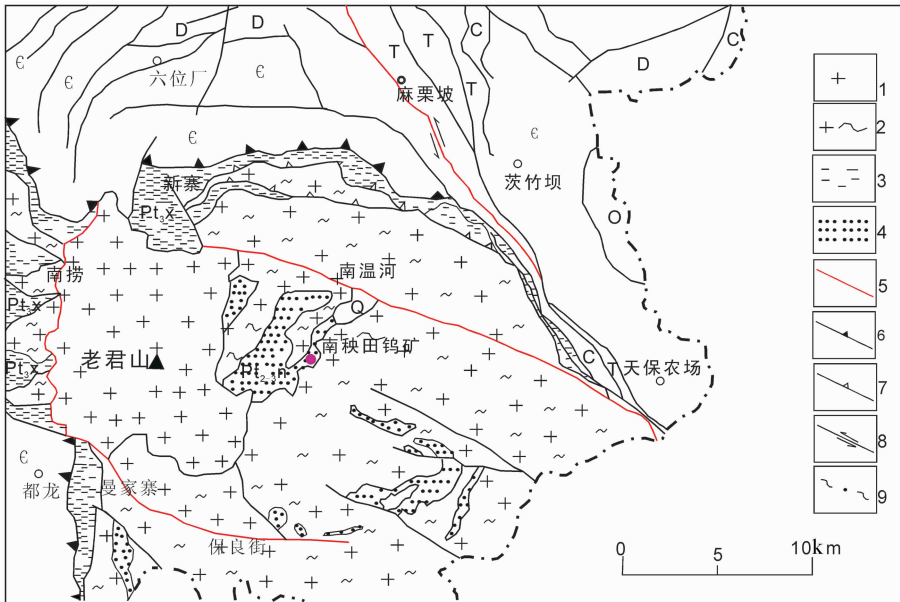 D
D
C
C
T
T
T
D
Є
Є
Є
Є
六位厂
麻栗坡
茨竹坝
新寨
Pt₃x
O
南捞
南温河
Pt₃x
Q
南秧田钨矿
老君山
Pt₃x
Pt₂₋₃n
C
T
天保农场
Є
都龙
曼家寨
保良街
1
2
3
4
5
6
7
8
9
0
5
10km